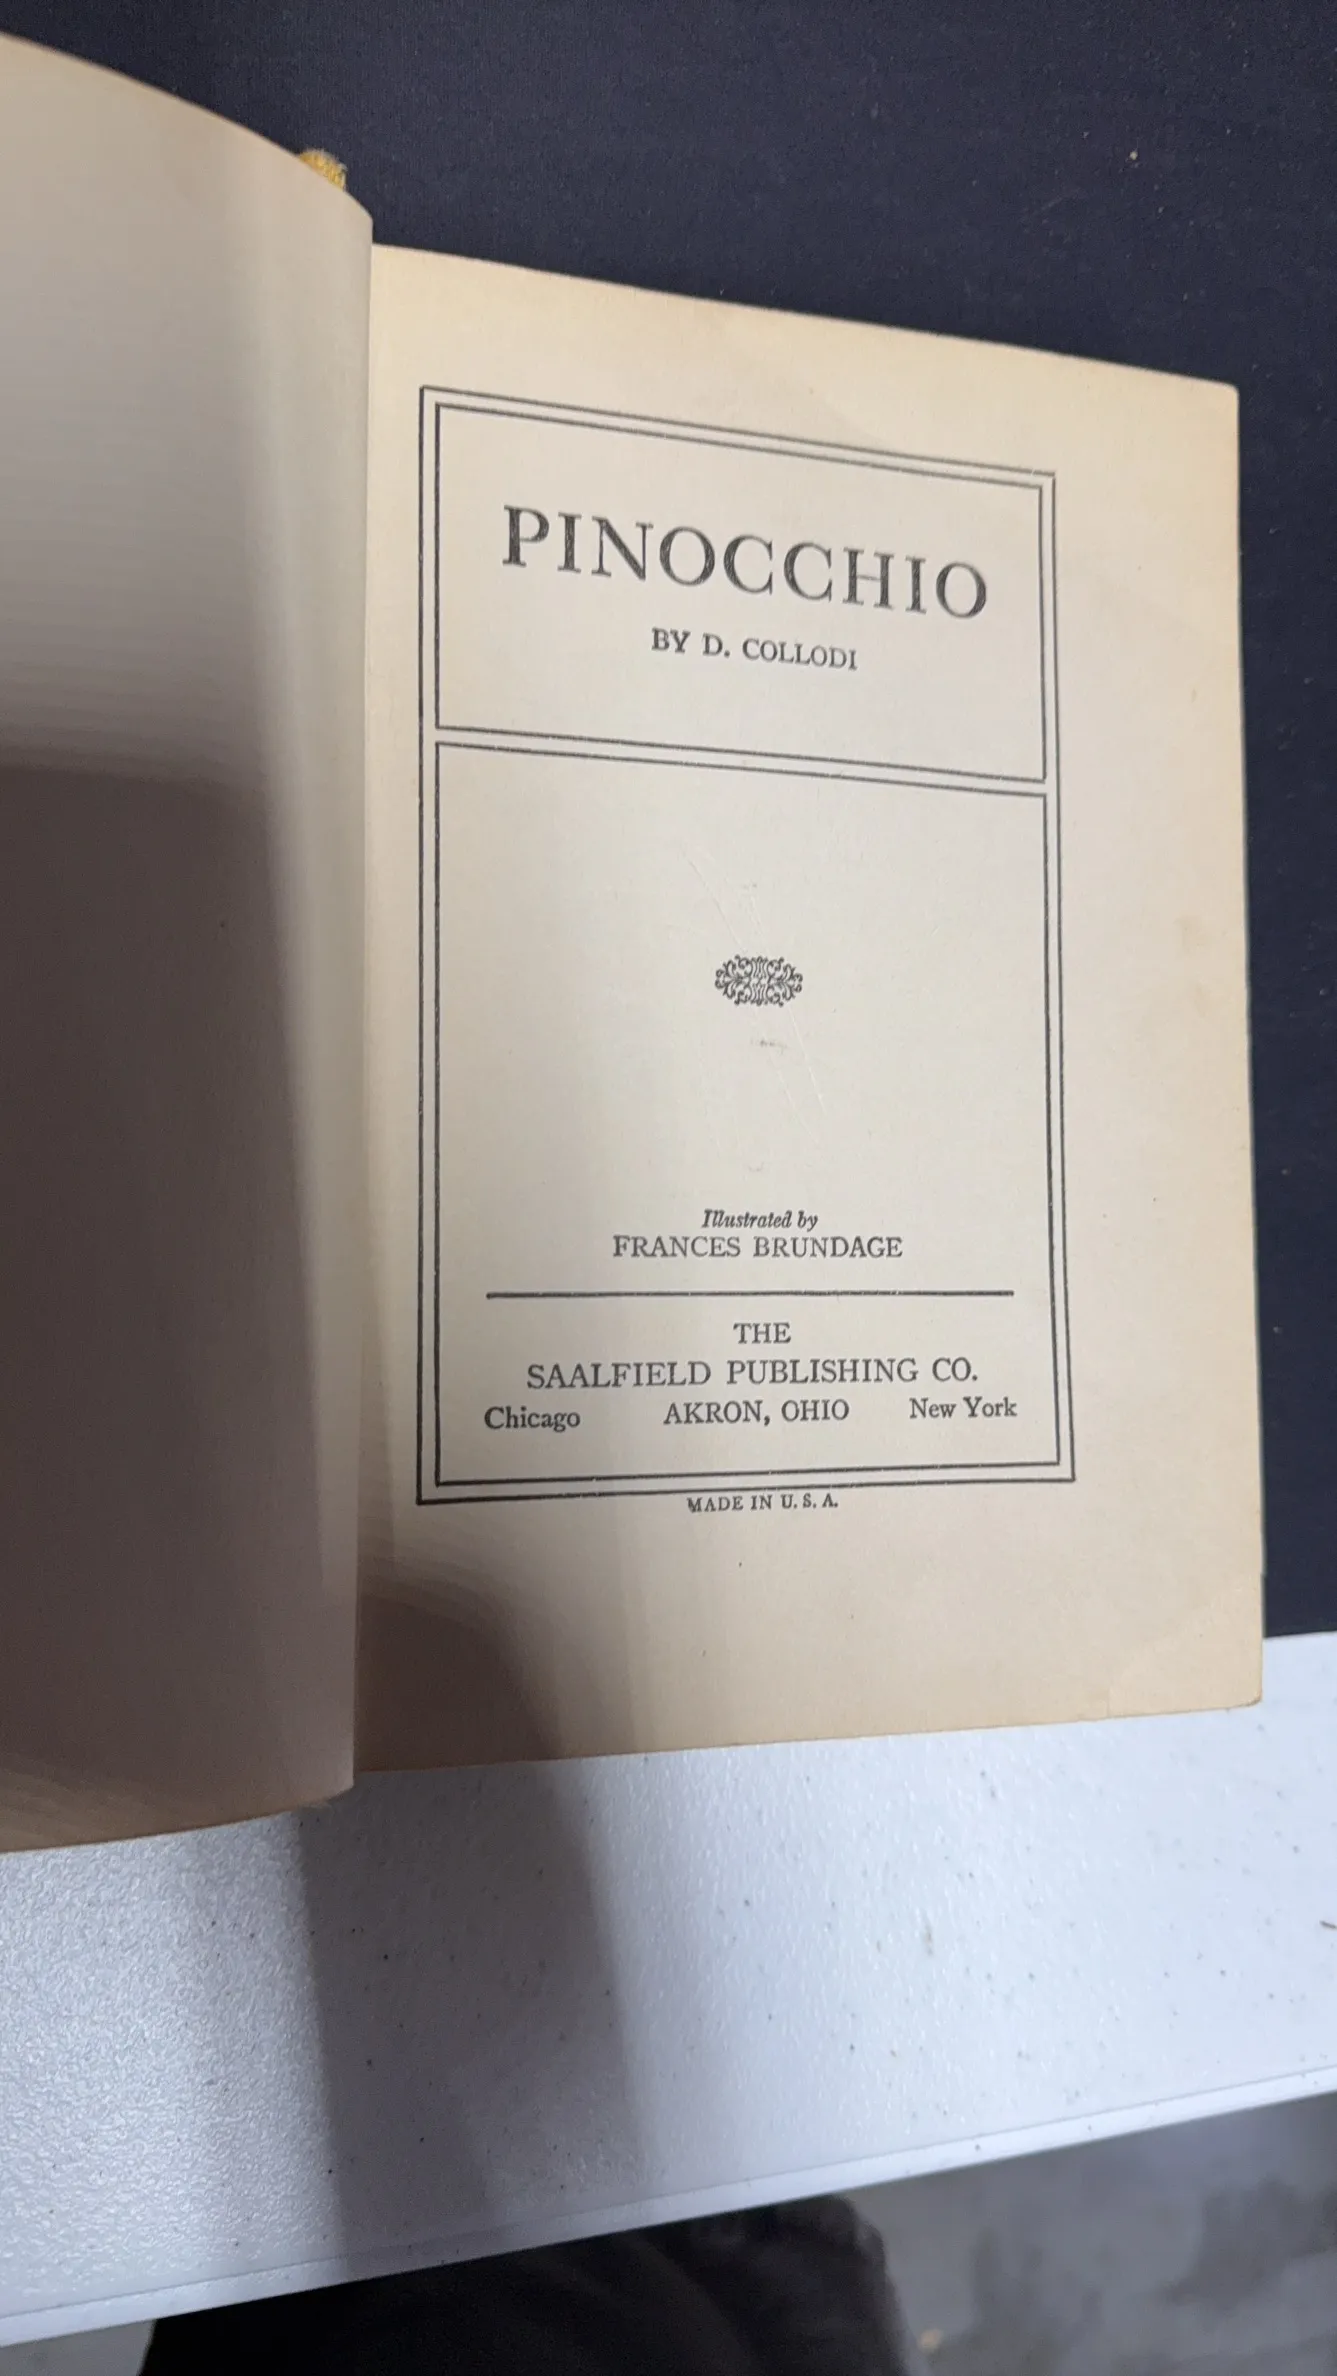 PINOCCHIO
BY D. COLLODI
Illustrated by
FRANCES BRUNDAGE
THE
SAALFIELD PUBLISHING CO.
Chicago AKRON, OHIO New York
MADE IN U. S. A.